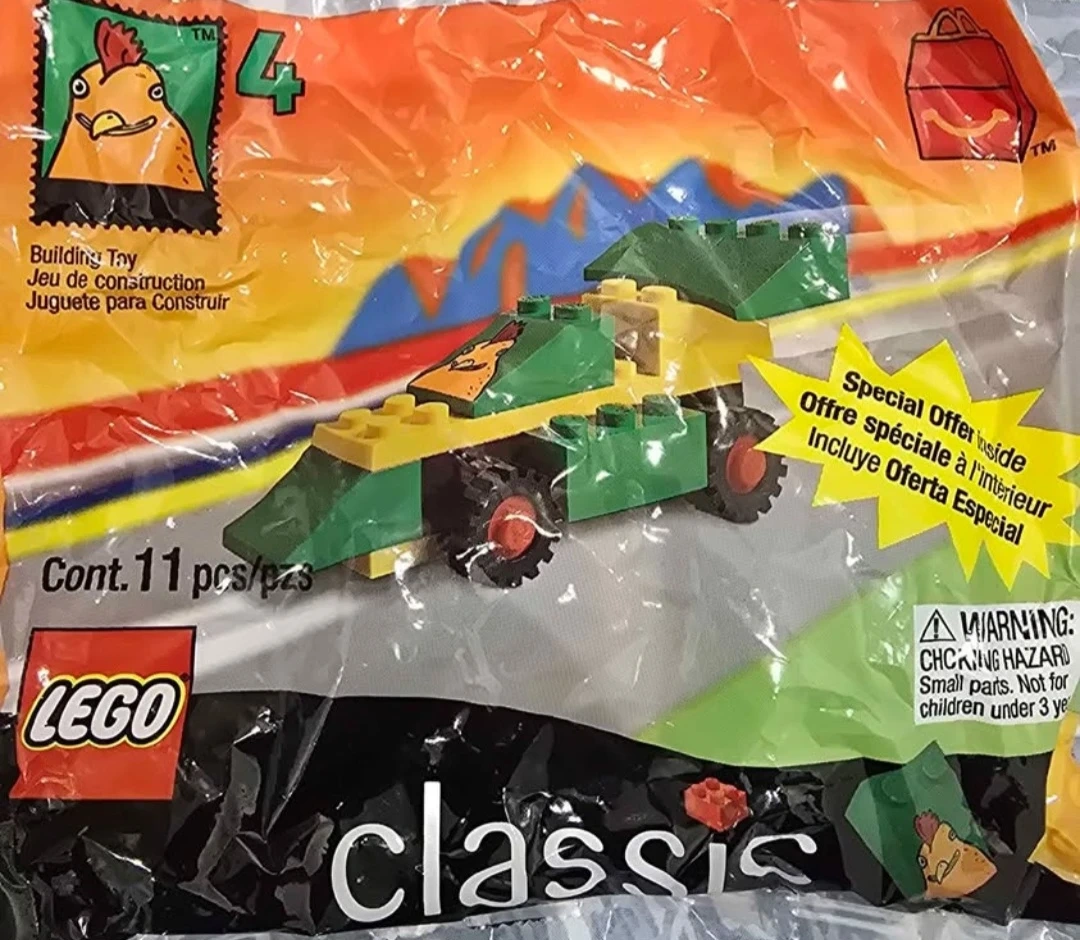 TM
4
TM
Building Toy
Jeu de construction
Juguete para Construir
Special Offer inside
Offre spéciale à l'intérieur
Incluye Oferta Especial
Cont. 11 pcs/pzs
LEGO
⚠ WARNING:
CHOKING HAZARD
Small parts. Not for
children under 3 ye
classic